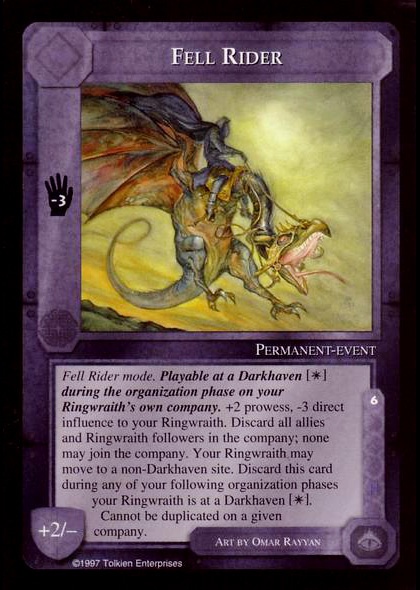 FELL RIDER
-3
PERMANENT-EVENT
Fell Rider mode. Playable at a Darkhaven [✶]
during the organization phase on your
Ringwraith's own company. +2 prowess, -3 direct
influence to your Ringwraith. Discard all allies
and Ringwraith followers in the company; none
may join the company. Your Ringwraith may
move to a non-Darkhaven site. Discard this card
during any of your following organization phases
your Ringwraith is at a Darkhaven [✶].
Cannot be duplicated on a given
company.
6
+2/–
ART BY OMAR RAYYAN
©1997 Tolkien Enterprises